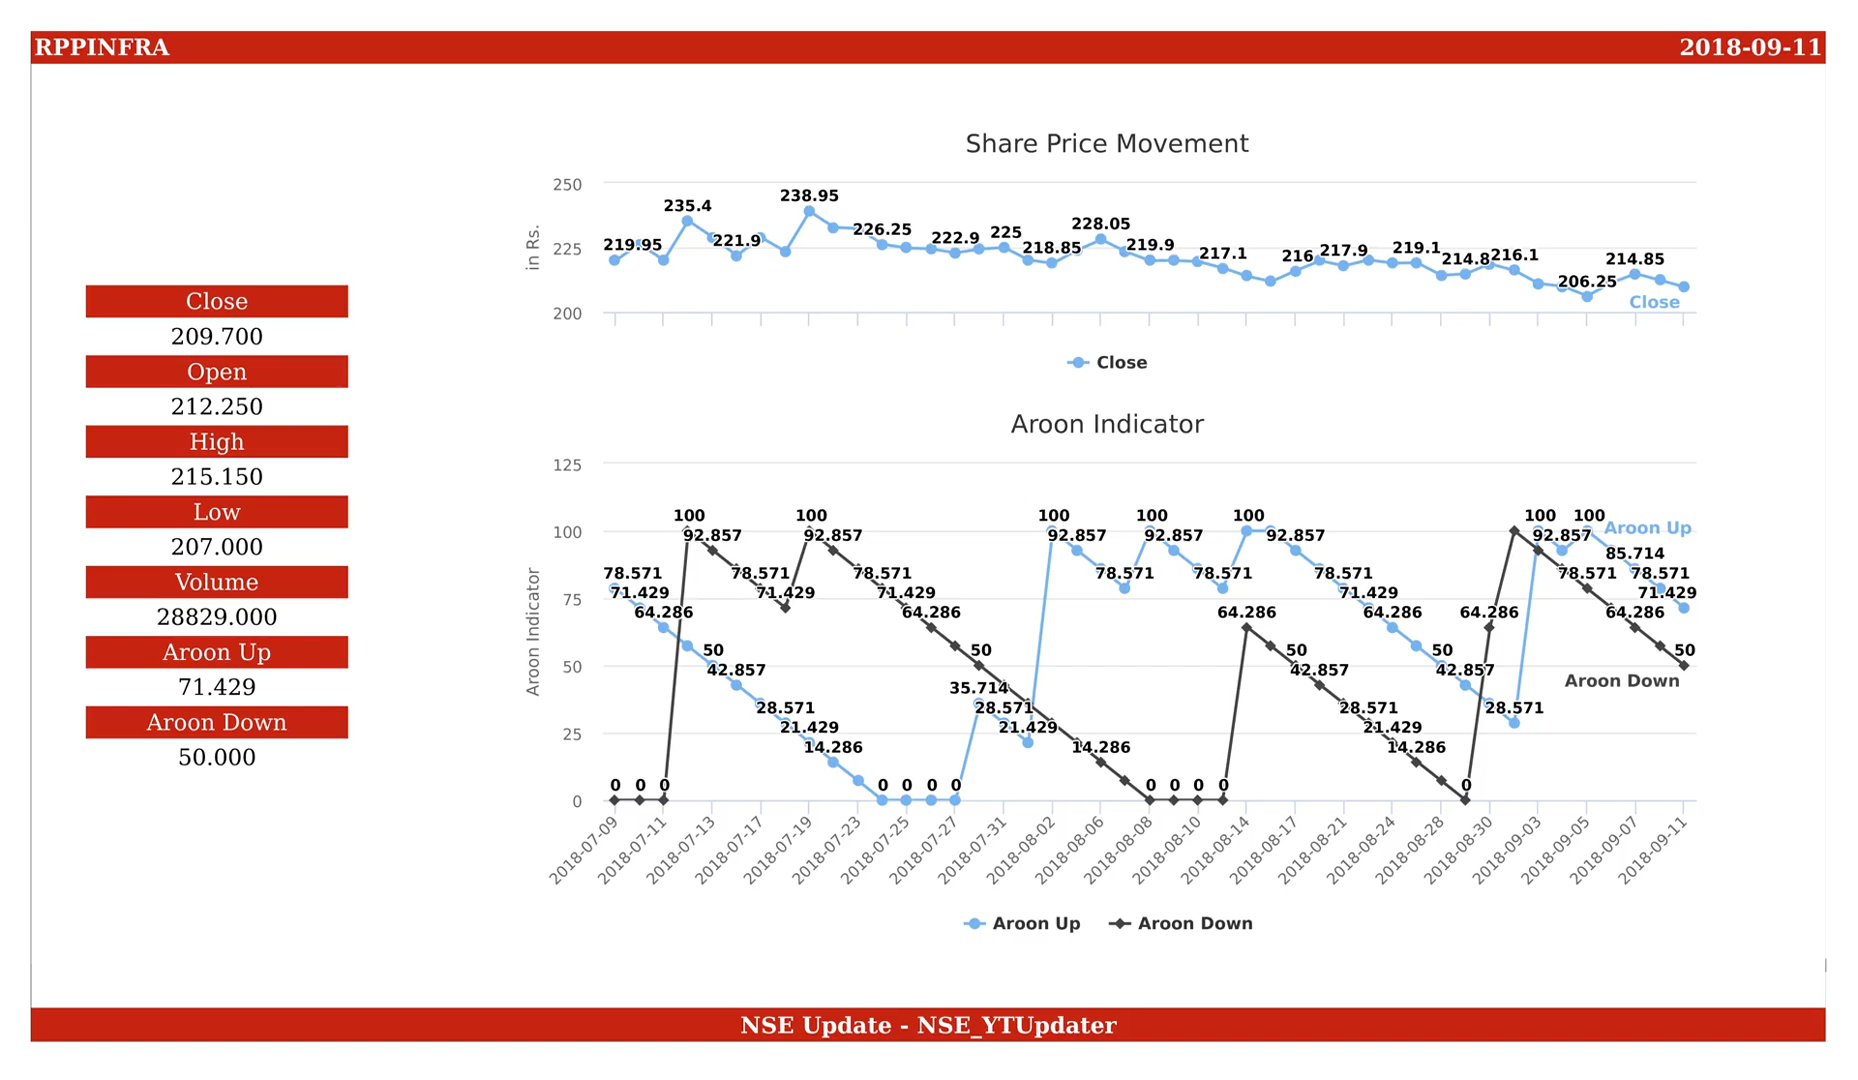 RPPINFRA 2018-09-11
Close
209.700
Open
212.250
High
215.150
Low
207.000
Volume
28829.000
Aroon Up
71.429
Aroon Down
50.000
Share Price Movement
in Rs.
250
225
200
219.95 235.4 221.9 238.95 226.25 222.9 225 218.85 228.05 219.9 217.1 216 217.9 219.1 214.8 216.1 206.25 214.85
Close
Close
Aroon Indicator
Aroon Indicator
125
100
75
50
25
0
100 100 100 100 100 100 100
Aroon Up
92.857 92.857 92.857 92.857 92.857 92.857
85.714
78.571 78.571 78.571 78.571 78.571 78.571 78.571 78.571
71.429 71.429 71.429 71.429 71.429
64.286 64.286 64.286 64.286 64.286 64.286
50 50 50 50 50
42.857 42.857 42.857
Aroon Down
35.714
28.571 28.571 28.571 28.571
21.429 21.429 21.429
14.286 14.286 14.286
0 0 0 0 0 0 0 0 0 0 0 0
2018-07-09 2018-07-11 2018-07-13 2018-07-17 2018-07-19 2018-07-23 2018-07-25 2018-07-27 2018-07-31 2018-08-02 2018-08-06 2018-08-08 2018-08-10 2018-08-14 2018-08-17 2018-08-21 2018-08-24 2018-08-28 2018-08-30 2018-09-03 2018-09-05 2018-09-07 2018-09-11
Aroon Up Aroon Down
NSE Update - NSE_YTUpdater